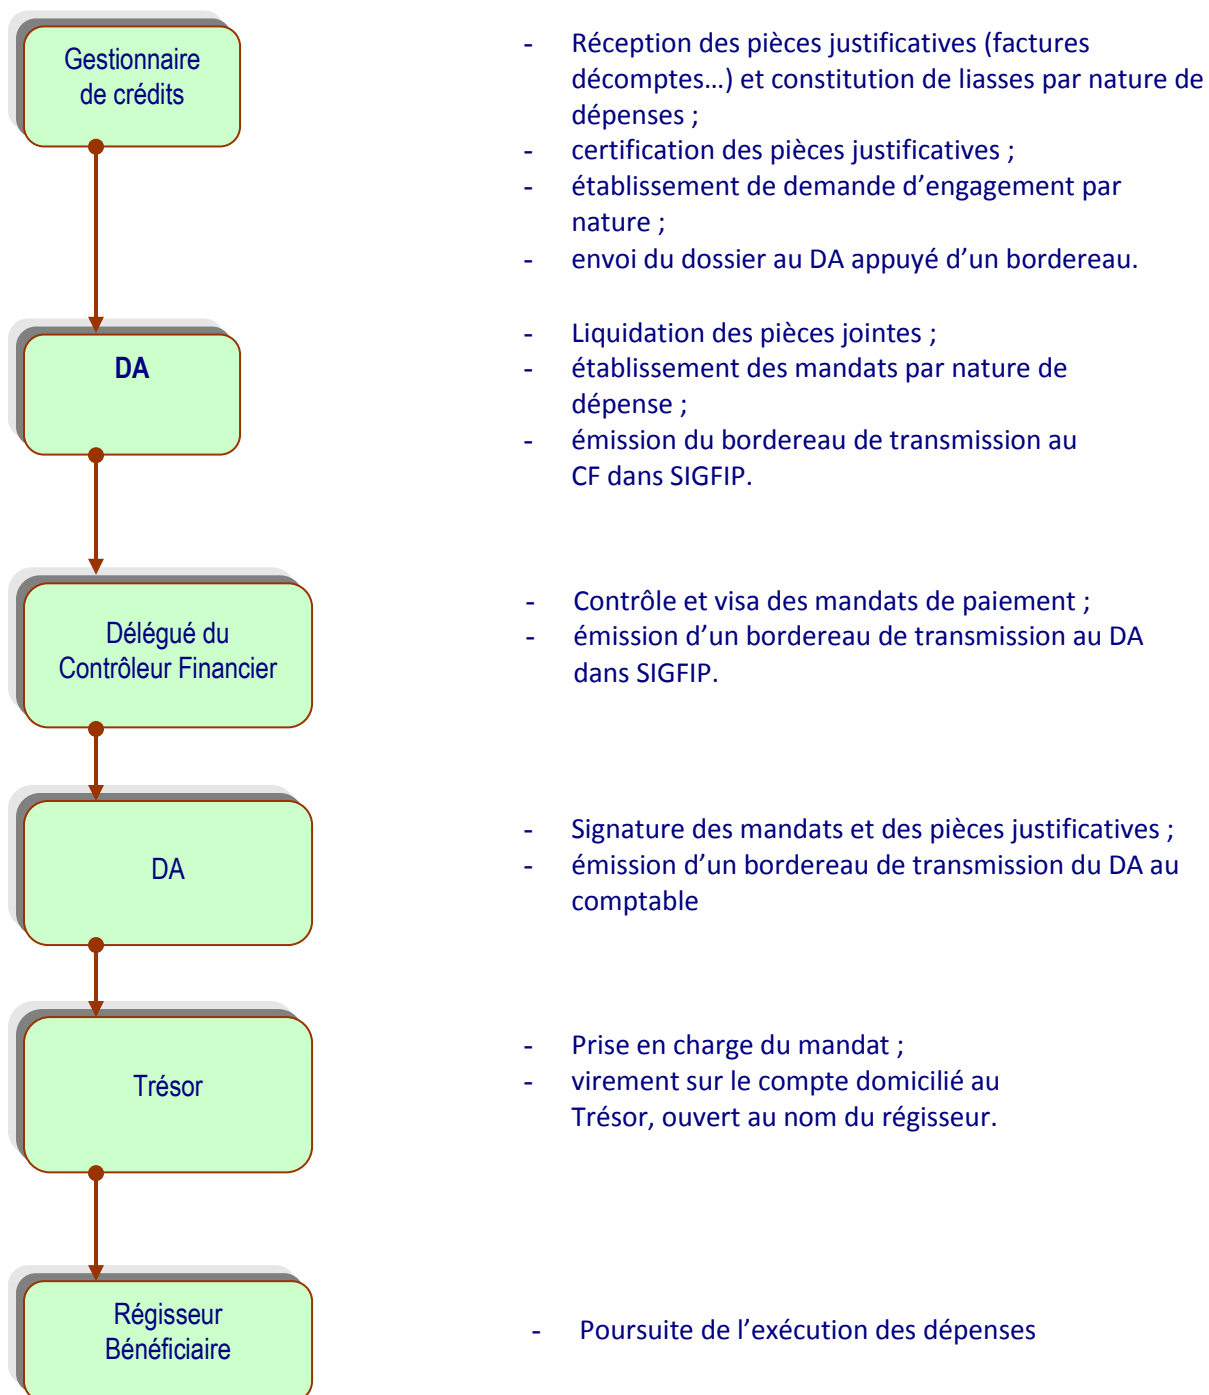 Gestionnaire
de crédits
- Réception des pièces justificatives (factures
décomptes…) et constitution de liasses par nature de
dépenses ;
- certification des pièces justificatives ;
- établissement de demande d’engagement par
nature ;
- envoi du dossier au DA appuyé d’un bordereau.
DA
- Liquidation des pièces jointes ;
- établissement des mandats par nature de
dépense ;
- émission du bordereau de transmission au
CF dans SIGFIP.
Délégué du
Contrôleur Financier
- Contrôle et visa des mandats de paiement ;
- émission d’un bordereau de transmission au DA
dans SIGFIP.
DA
- Signature des mandats et des pièces justificatives ;
- émission d’un bordereau de transmission du DA au
comptable
Trésor
- Prise en charge du mandat ;
- virement sur le compte domicilié au
Trésor, ouvert au nom du régisseur.
Régisseur
Bénéficiaire
- Poursuite de l’exécution des dépenses